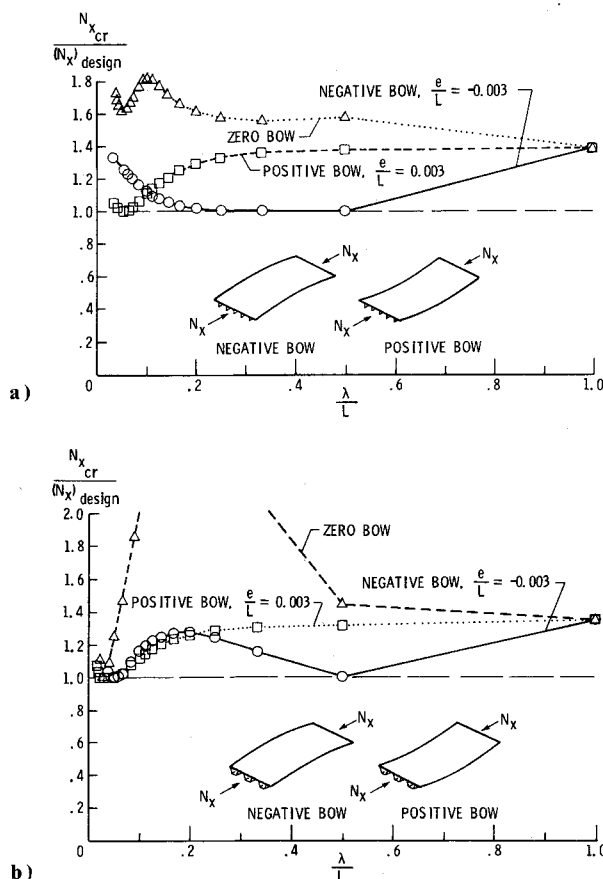 N_x_cr
(N_x) design
1.8
1.6
1.4
1.2
1.0
.8
.6
.4
.2
0
NEGATIVE BOW, e/L = -0.003
ZERO BOW
POSITIVE BOW, e/L = 0.003
N_x
N_x
N_x
N_x
NEGATIVE BOW
POSITIVE BOW
0
.2
.4
.6
.8
1.0
λ/L
a)
N_x_cr
(N_x) design
2.0
1.8
1.6
1.4
1.2
1.0
.8
.6
.4
.2
ZERO BOW
NEGATIVE BOW, e/L = -0.003
POSITIVE BOW, e/L = 0.003
N_x
N_x
N_x
N_x
NEGATIVE BOW
POSITIVE BOW
0
.2
.4
.6
.8
1.0
λ/L
b)